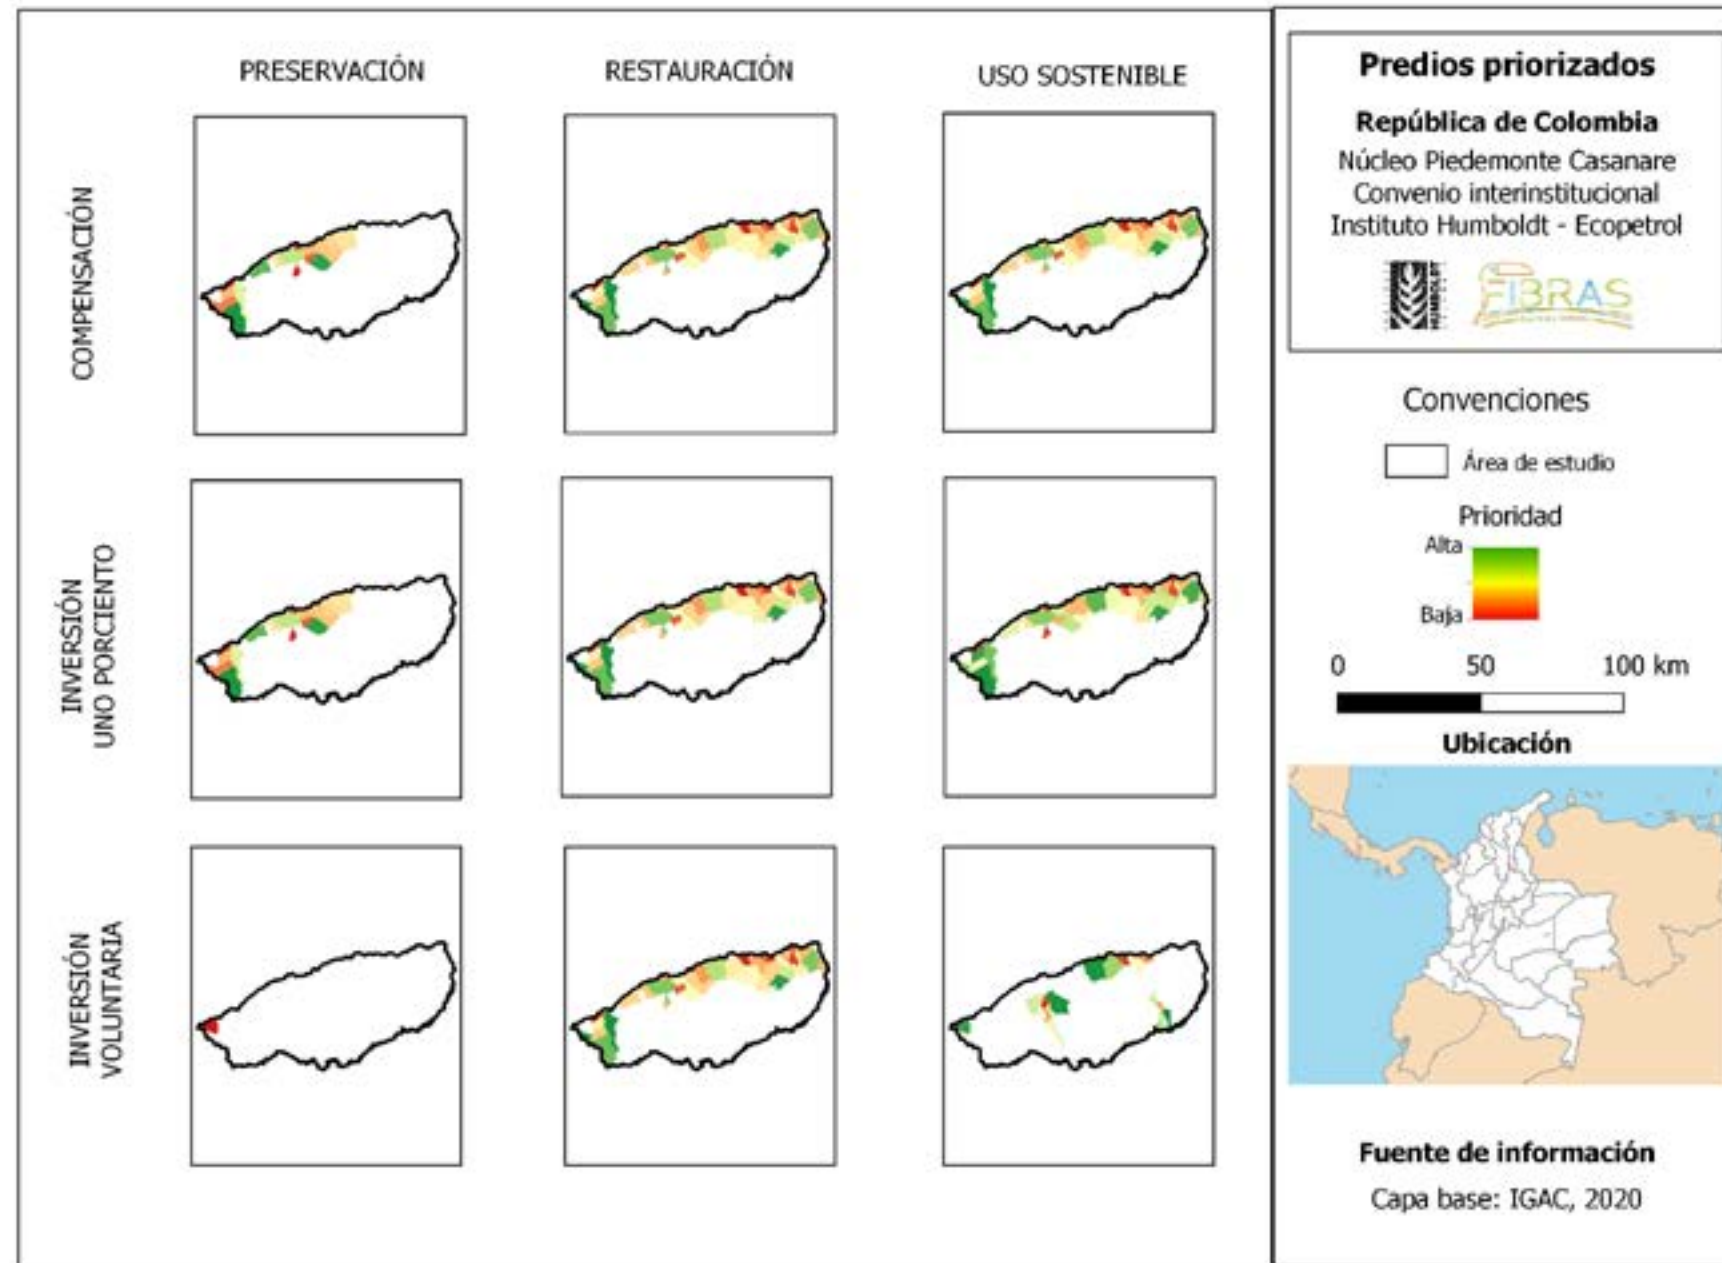 PRESERVACIÓN
RESTAURACIÓN
USO SOSTENIBLE
COMPENSACIÓN
INVERSIÓN
UNO PORCIENTO
INVERSIÓN
VOLUNTARIA
Predios priorizados
República de Colombia
Núcleo Piedemonte Casanare
Convenio interinstitucional
Instituto Humboldt - Ecopetrol
HUMBOLDT
FIBRAS
Convenciones
Área de estudio
Prioridad
Alta
Baja
0 50 100 km
Ubicación
Fuente de información
Capa base: IGAC, 2020